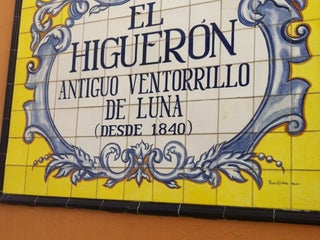 EL
HIGUERÓN
ANTIGUO VENTORRILLO
DE LUNA
(DESDE 1840)